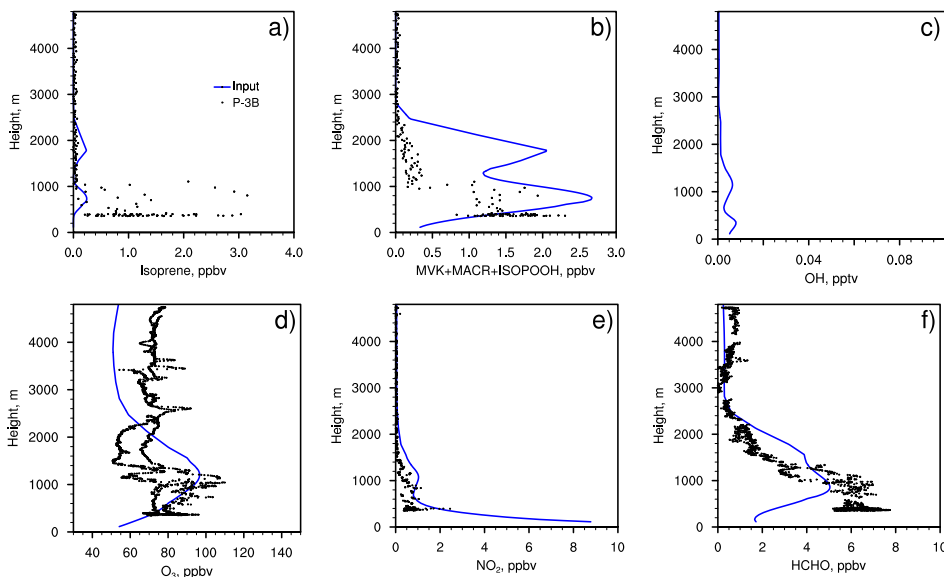 a)
Height, m
4000
3000
2000
1000
0
Input
P-3B
0.0 1.0 2.0 3.0 4.0
Isoprene, ppbv
b)
Height, m
4000
3000
2000
1000
0
0.0 0.5 1.0 1.5 2.0 2.5 3.0
MVK+MACR+ISOPOOH, ppbv
c)
Height, m
4000
3000
2000
1000
0
0.00 0.04 0.08
OH, pptv
d)
Height, m
4000
3000
2000
1000
0
40 60 80 100 120 140
O₃, ppbv
e)
Height, m
4000
3000
2000
1000
0
0 2 4 6 8 10
NO₂, ppbv
f)
Height, m
4000
3000
2000
1000
0
0 2 4 6 8 10
HCHO, ppbv